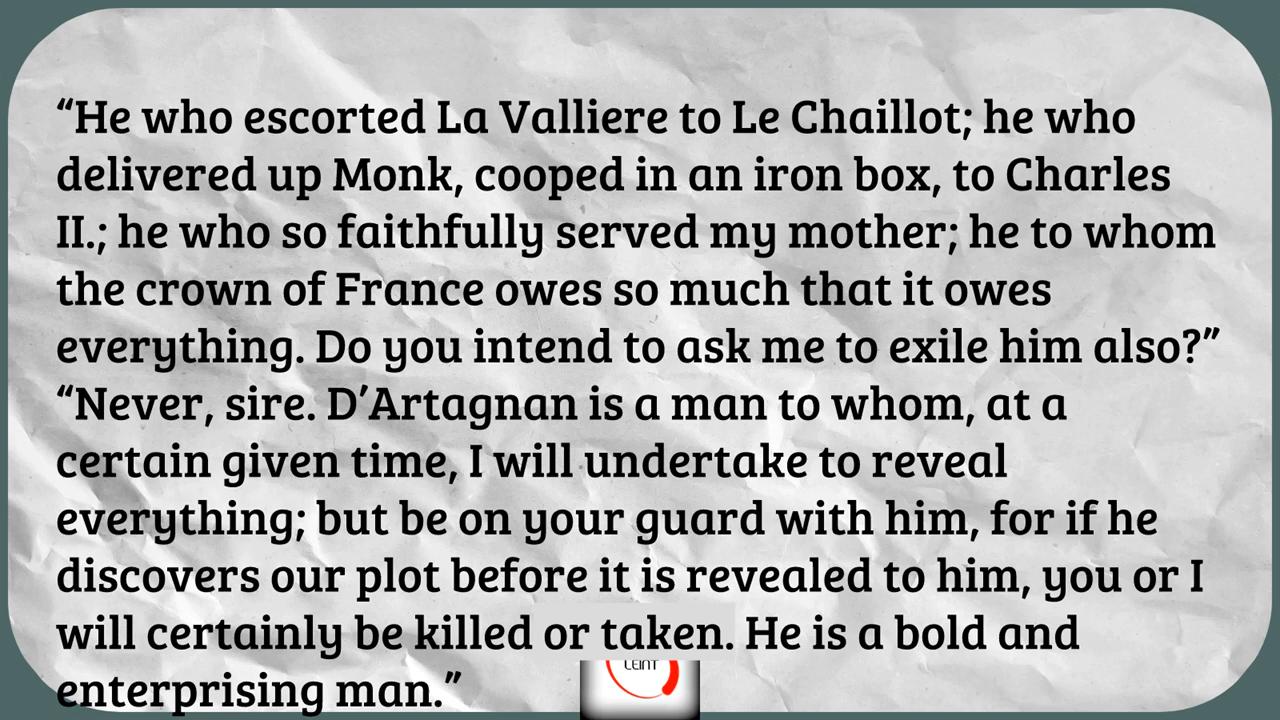 “He who escorted La Valliere to Le Chaillot; he who
delivered up Monk, cooped in an iron box, to Charles
II.; he who so faithfully served my mother; he to whom
the crown of France owes so much that it owes
everything. Do you intend to ask me to exile him also?”
“Never, sire. D’Artagnan is a man to whom, at a
certain given time, I will undertake to reveal
everything; but be on your guard with him, for if he
discovers our plot before it is revealed to him, you or I
will certainly be killed or taken. He is a bold and
enterprising man.”
LEINT